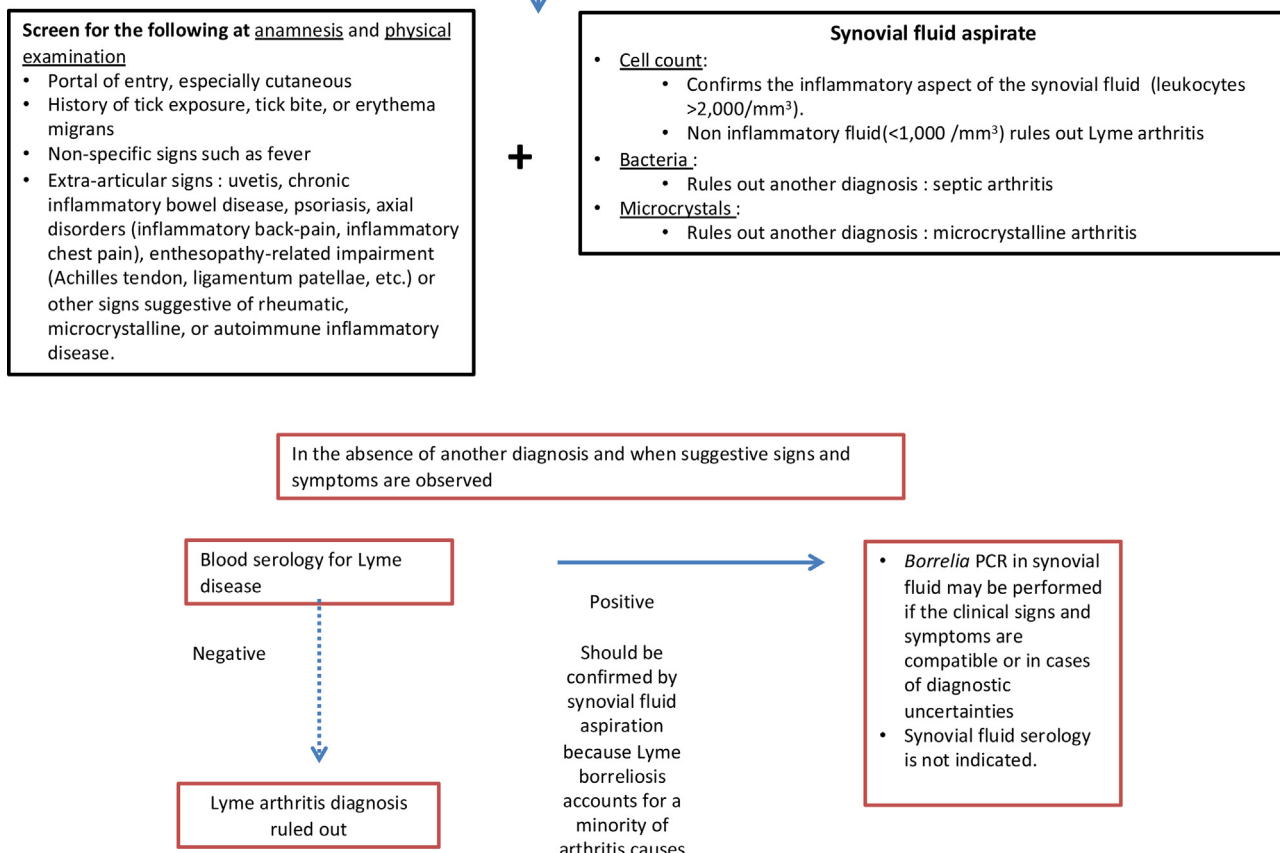 Screen for the following at anamnesis and physical
examination
• Portal of entry, especially cutaneous
• History of tick exposure, tick bite, or erythema
migrans
• Non-specific signs such as fever
• Extra-articular signs : uvetis, chronic
inflammatory bowel disease, psoriasis, axial
disorders (inflammatory back-pain, inflammatory
chest pain), enthesopathy-related impairment
(Achilles tendon, ligamentum patellae, etc.) or
other signs suggestive of rheumatic,
microcrystalline, or autoimmune inflammatory
disease.
+
Synovial fluid aspirate
• Cell count:
• Confirms the inflammatory aspect of the synovial fluid (leukocytes
>2,000/mm³).
• Non inflammatory fluid(<1,000 /mm³) rules out Lyme arthritis
• Bacteria :
• Rules out another diagnosis : septic arthritis
• Microcrystals :
• Rules out another diagnosis : microcrystalline arthritis
In the absence of another diagnosis and when suggestive signs and
symptoms are observed
Blood serology for Lyme
disease
Negative
Lyme arthritis diagnosis
ruled out
Positive
Should be
confirmed by
synovial fluid
aspiration
because Lyme
borreliosis
accounts for a
minority of
arthritis causes
• Borrelia PCR in synovial
fluid may be performed
if the clinical signs and
symptoms are
compatible or in cases
of diagnostic
uncertainties
• Synovial fluid serology
is not indicated.